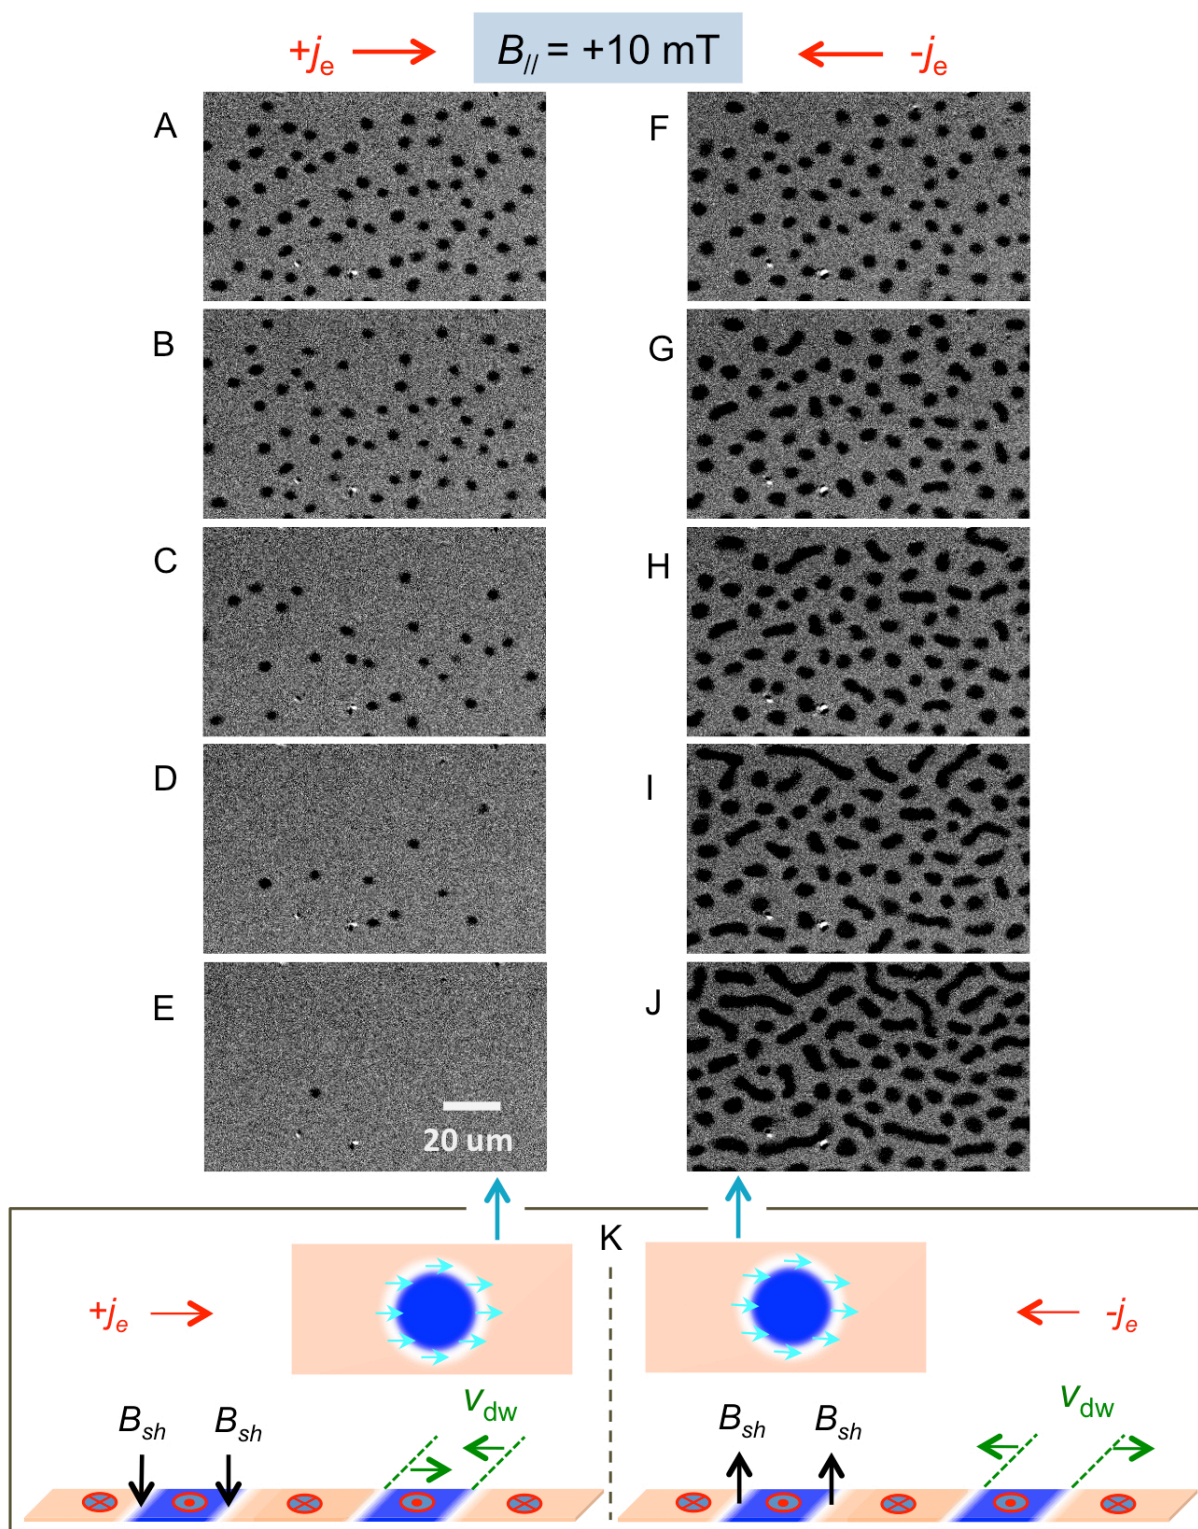 +je B// = +10 mT -je
A F
B G
C H
D I
E J
20 um
K
+je -je
Bsh Bsh vdw Bsh Bsh vdw